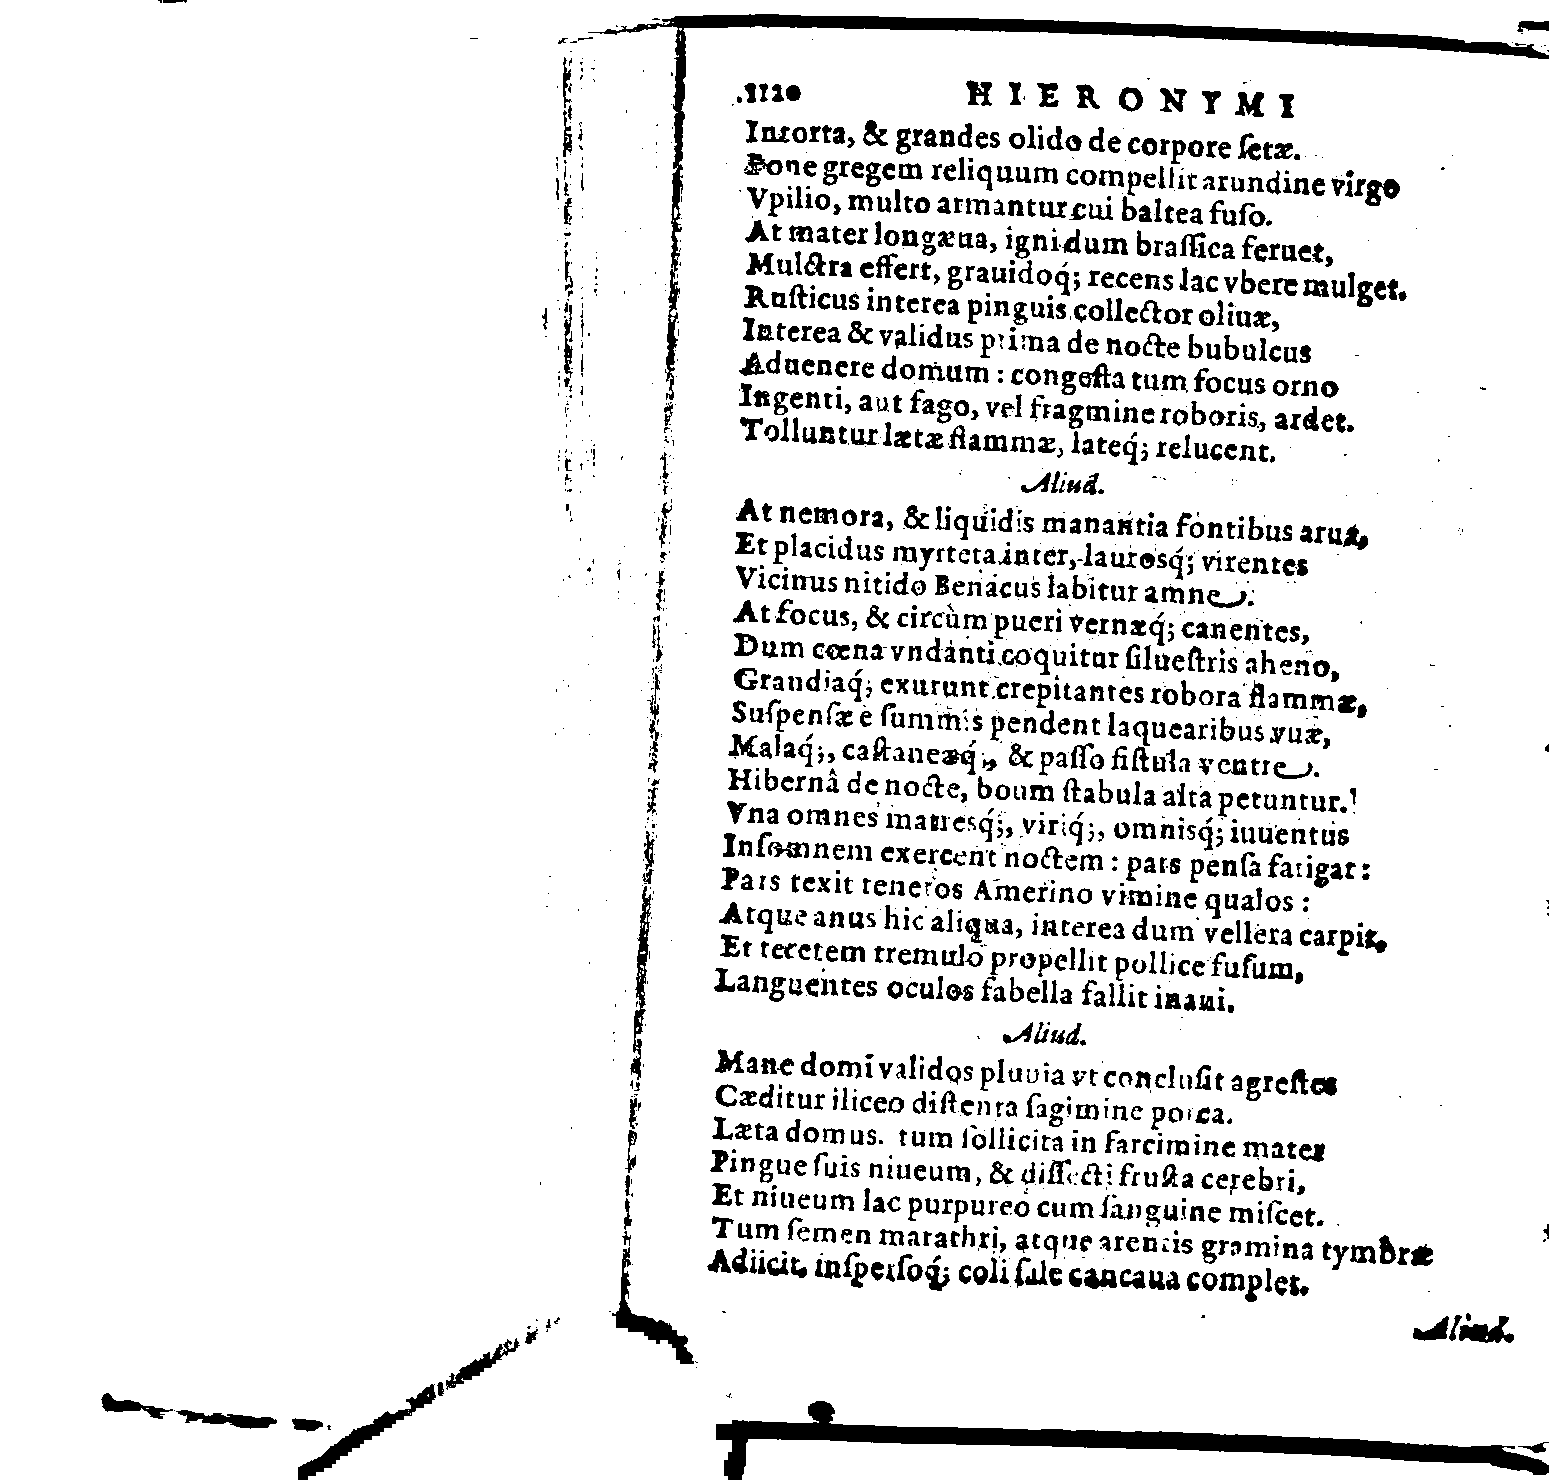 1120 HIERONYMI
Intorta, & grandes olido de corpore ſetæ.
Pone gregem reliquum compellit arundine virgo
Vpilio, multo armantur cui baltea fuſo.
At mater longæua, igni dum braſſica feruet,
Mulctra effert, grauidoq́; recens lac vbere mulget.
Ruſticus interea pinguis collector oliuæ,
Interea & validus prima de nocte bubulcus
Aduenere domum : congeſta tum focus orno
Ingenti, aut fago, vel fragmine roboris, ardet.
Tolluntur lætæ flammæ, lateq́; relucent.
Aliud.
At nemora, & liquidis manantia fontibus arua,
Et placidus myrteta inter, laurosq́; virentes
Vicinus nitido Benacus labitur amne.
At focus, & circùm pueri vernæq́; canentes,
Dum cœna vndanti coquitur ſilueſtris aheno,
Grandiaq́; exurunt crepitantes robora flammæ,
Suſpenſæ è ſummis pendent laquearibus vuæ,
Malaq́;, caſtaneæq́;, & paſſo fiſtula ventre.
Hibernâ de nocte, boum ſtabula alta petuntur.
Vna omnes matresq́;, viriq́;, omnisq́; iuuentus
Inſomnem exercent noctem : pars penſa fatigat :
Pars texit teneros Amerino vimine qualos :
Atque anus hic aliqua, interea dum vellera carpit,
Et teretem tremulo propellit pollice fuſum,
Languentes oculos fabella fallit inani.
Aliud.
Mane domi validos pluuia vt concluſit agreſtes
Cæditur iliceo diſtenta ſagimine porca.
Læta domus. tum ſollicita in farcimine mater
Pingue ſuis niueum, & diſſecti fruſta cerebri,
Et niueum lac purpureo cum ſanguine miſcet.
Tum ſemen marathri, atque arentis gramina tymbræ
Adiicit, inſperſoq́; coli ſale cancaua complet.
Aliud.